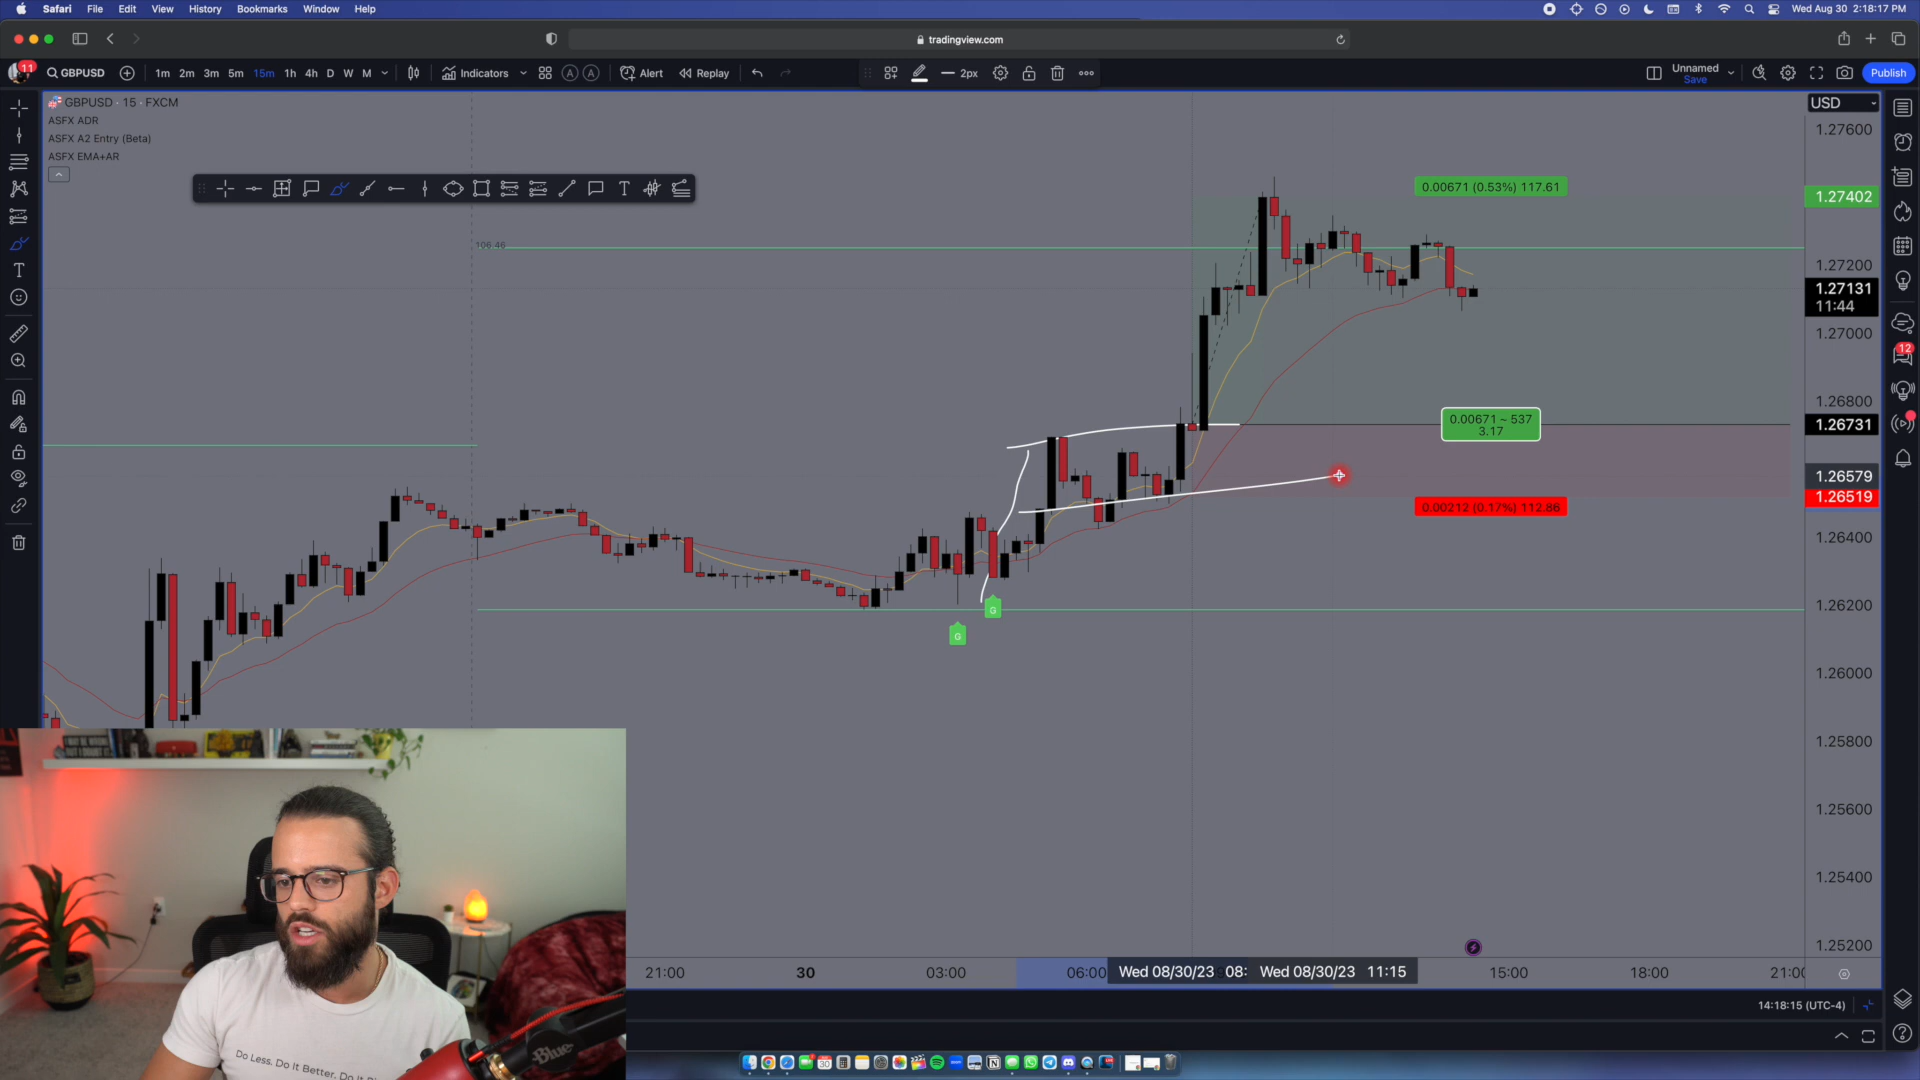 Safari File Edit View History Bookmarks Window Help
Wed Aug 30 2:18:17 PM
tradingview.com
11
GBPUSD 1m 2m 3m 5m 15m 1h 4h D W M Indicators A A Alert Replay
2px
Unnamed
Save
Publish
GBPUSD · 15 · FXCM
ASFX ADR
ASFX A2 Entry (Beta)
ASFX EMA+AR
T
USD
1.27600
0.00671 (0.53%) 117.61
1.27402
106.46
1.27200
1.27131
11:44
1.27000
12
1.26800
0.00671 ~ 537
3.17
1.26731
1.26579
1.26519
0.00212 (0.17%) 112.86
1.26400
1.26200
G
G
1.26000
1.25800
1.25600
1.25400
1.25200
21:00 30 03:00 06:00 Wed 08/30/23 08: Wed 08/30/23 11:15 15:00 18:00
14:18:15 (UTC-4)
Do Less. Do It Better.
Blue